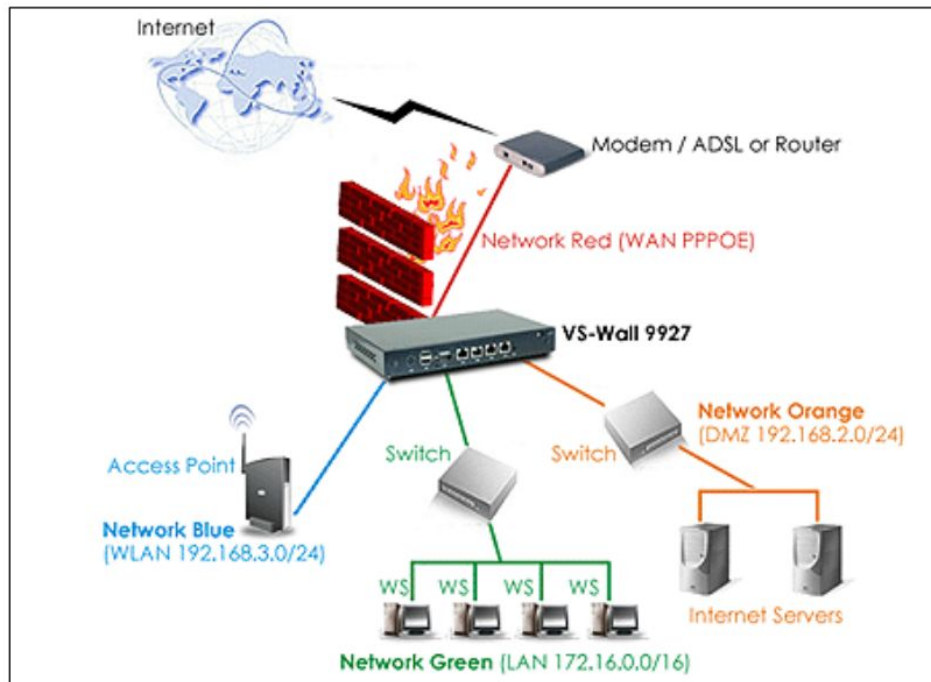 Internet
Modem / ADSL or Router
Network Red (WAN PPPOE)
VS-Wall 9927
Network Orange
(DMZ 192.168.2.0/24)
Switch
Switch
Access Point
Network Blue
(WLAN 192.168.3.0/24)
WS WS WS WS
Internet Servers
Network Green (LAN 172.16.0.0/16)